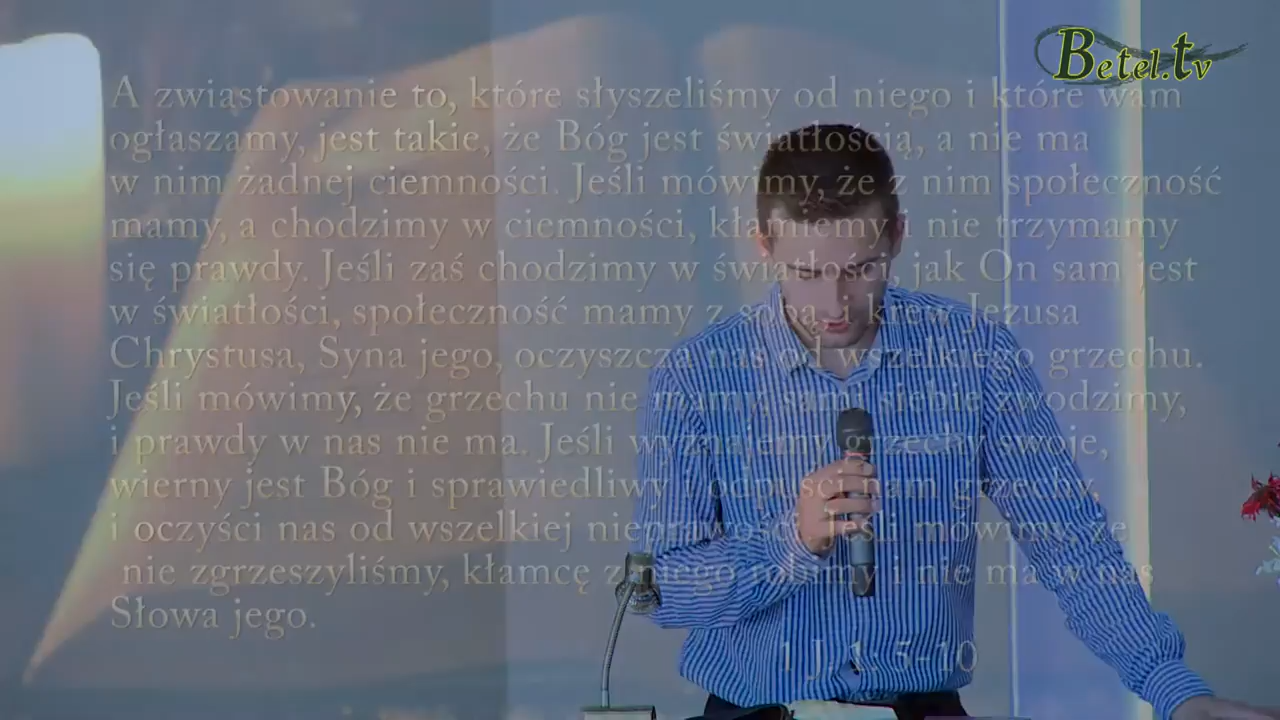 Betel.tv
A zwiastowanie to, które słyszeliśmy od niego i które wam
ogłaszamy, jest takie, że Bóg jest światłością, a nie ma
w nim żadnej ciemności. Jeśli mówimy, że z nim społeczność
mamy, a chodzimy w ciemności, kłamiemy i nie trzymamy
się prawdy. Jeśli zaś chodzimy w światłości, jak On sam jest
w światłości, społeczność mamy z sobą, i krew Jezusa
Chrystusa, Syna jego, oczyszcza nas od wszelkiego grzechu.
Jeśli mówimy, że grzechu nie mamy, sami siebie zwodzimy,
i prawdy w nas nie ma. Jeśli wyznajemy grzechy swoje,
wierny jest Bóg i sprawiedliwy i odpuści nam grzechy,
i oczyści nas od wszelkiej nieprawości. Jeśli mówimy, że
nie zgrzeszyliśmy, kłamcę z niego robimy i nie ma w nas
Słowa jego.
1 J. 1, 5-10